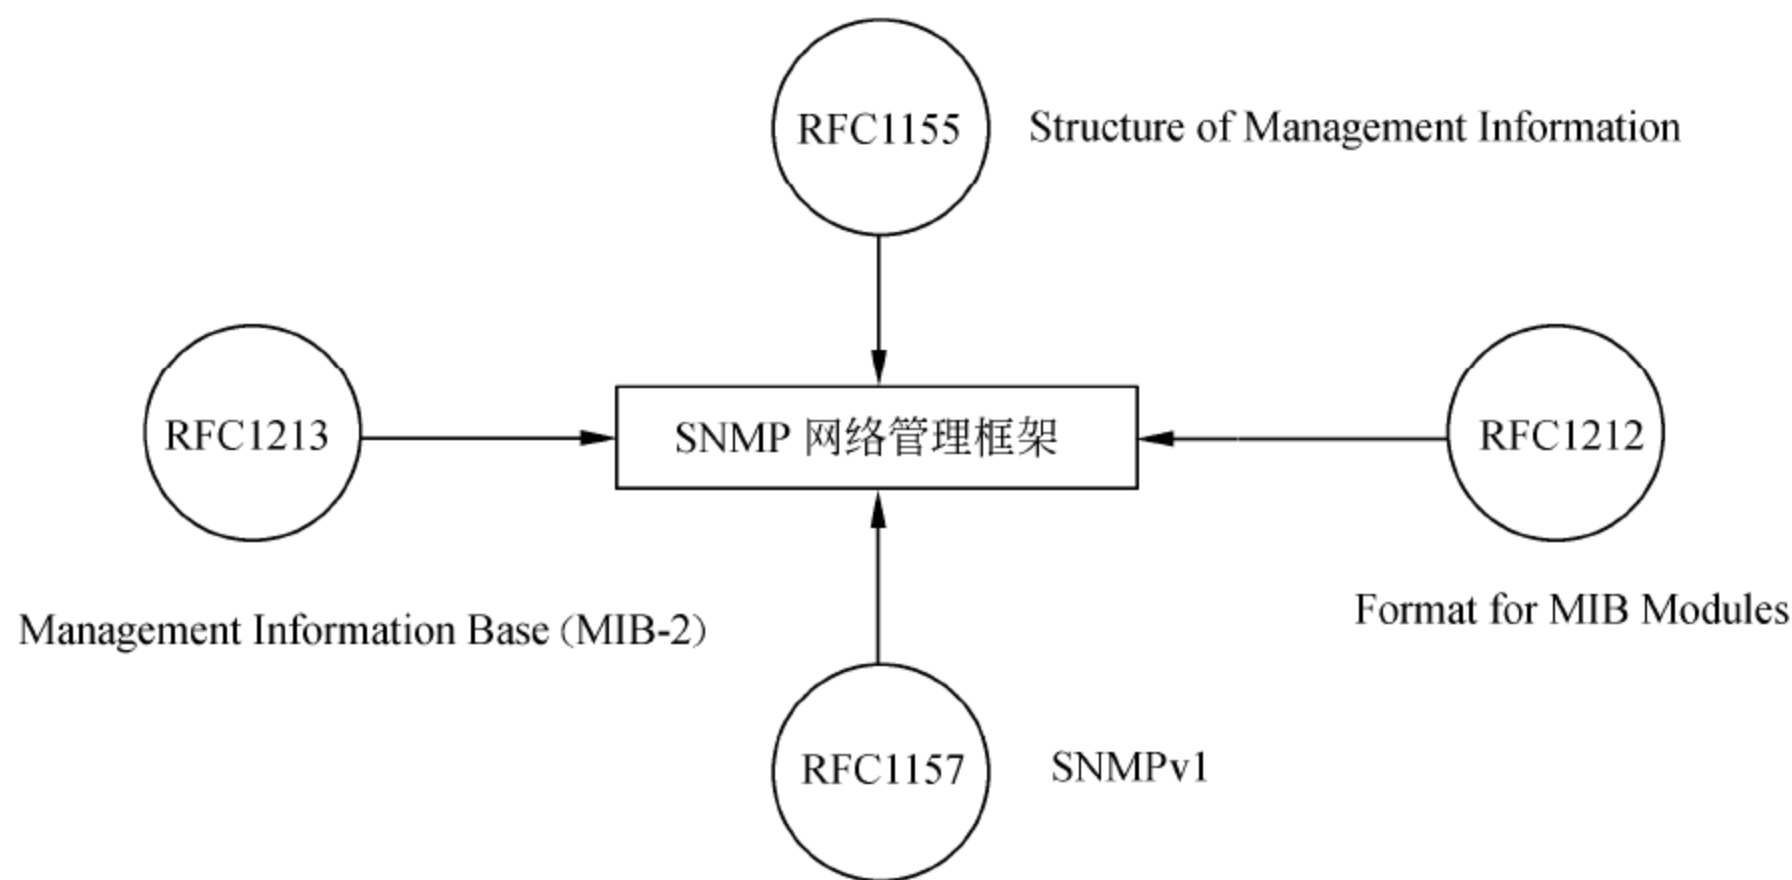 RFC1155
Structure of Management Information
RFC1213
SNMP 网络管理框架
RFC1212
Management Information Base (MIB-2)
Format for MIB Modules
RFC1157
SNMPv1